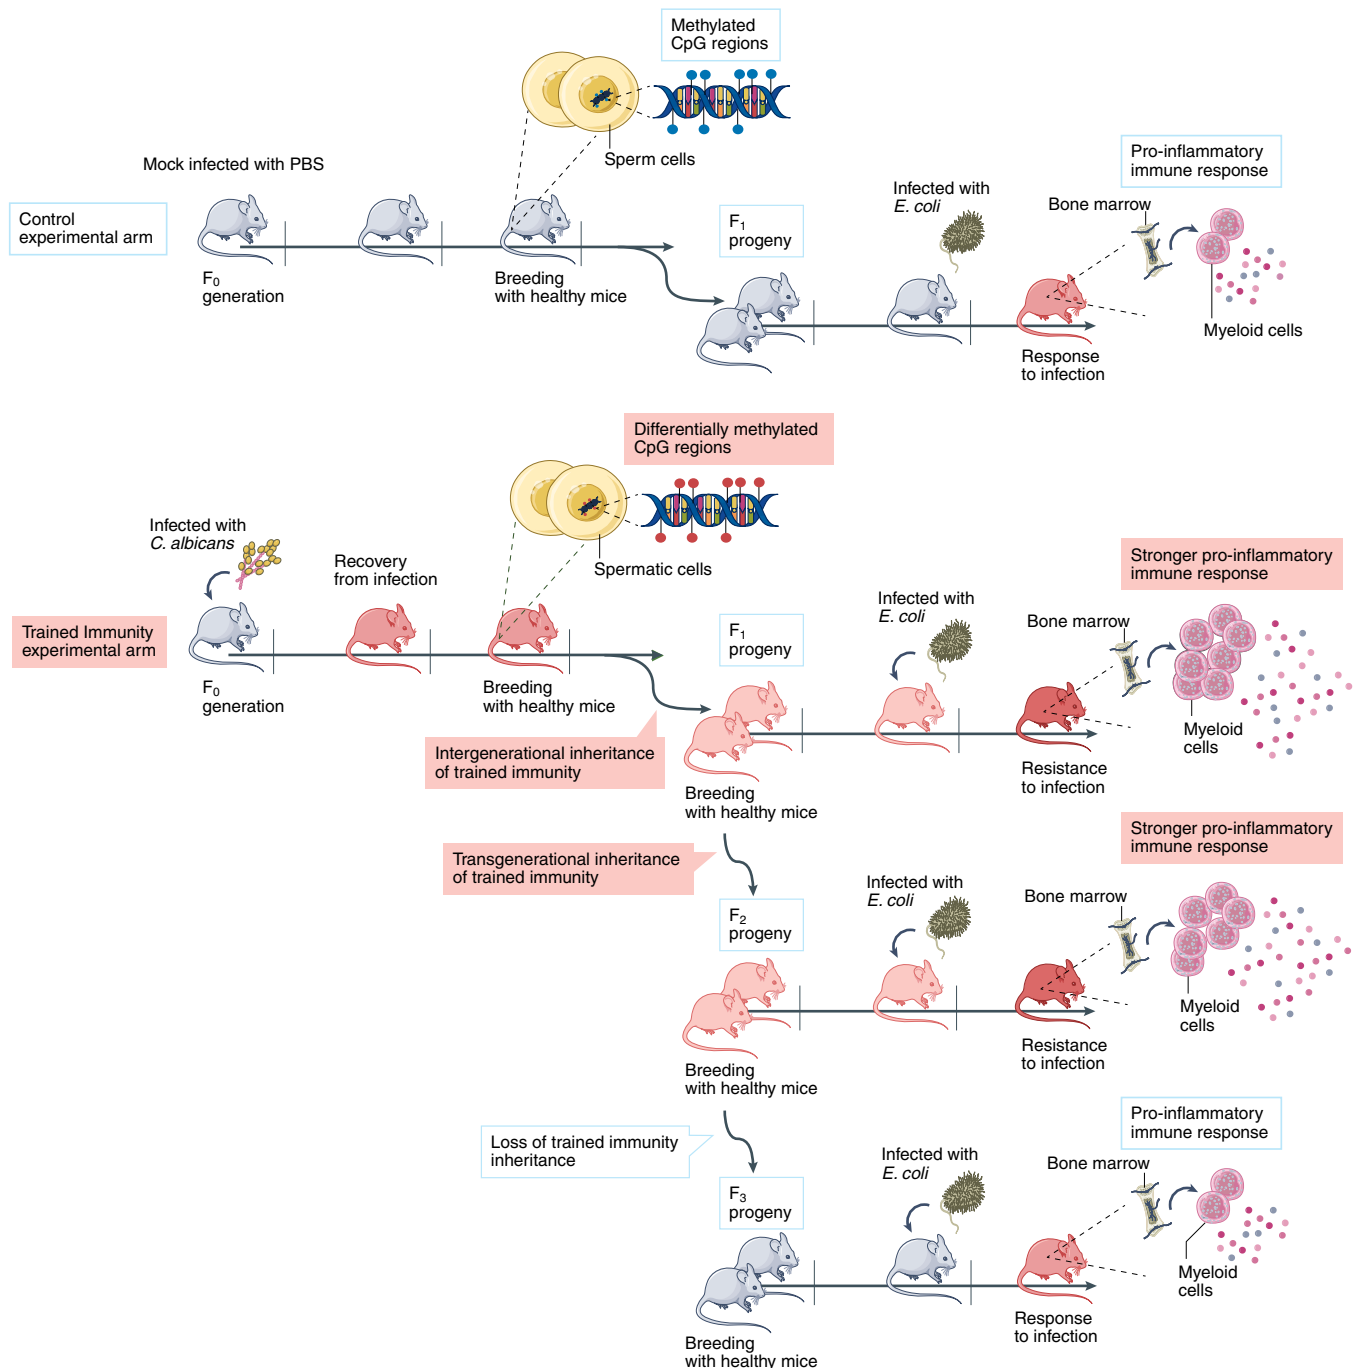 Methylated
CpG regions
Sperm cells
Mock infected with PBS
Control
experimental arm
F₀
generation
Breeding
with healthy mice
F₁
progeny
Infected with
E. coli
Response
to infection
Bone marrow
Pro-inflammatory
immune response
Myeloid cells
Differentially methylated
CpG regions
Spermatic cells
Infected with
C. albicans
Recovery
from infection
Trained Immunity
experimental arm
F₀
generation
Breeding
with healthy mice
Intergenerational inheritance
of trained immunity
F₁
progeny
Breeding
with healthy mice
Infected with
E. coli
Resistance
to infection
Bone marrow
Stronger pro-inflammatory
immune response
Myeloid
cells
Transgenerational inheritance
of trained immunity
F₂
progeny
Breeding
with healthy mice
Infected with
E. coli
Resistance
to infection
Bone marrow
Stronger pro-inflammatory
immune response
Myeloid
cells
Loss of trained immunity
inheritance
F₃
progeny
Breeding
with healthy mice
Infected with
E. coli
Response
to infection
Bone marrow
Pro-inflammatory
immune response
Myeloid
cells